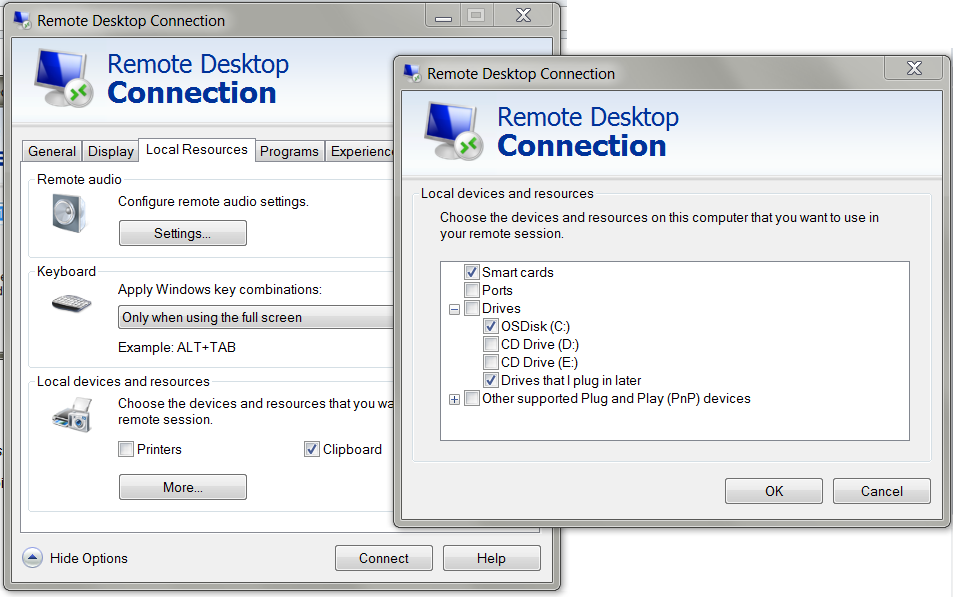 Remote Desktop Connection
Remote Desktop
Connection
General
Display
Local Resources
Programs
Experience
Remote audio
Configure remote audio settings.
Settings...
Keyboard
Apply Windows key combinations:
Only when using the full screen
Example: ALT+TAB
Local devices and resources
Choose the devices and resources that you wa
remote session.
Printers
Clipboard
More...
Hide Options
Connect
Help
Remote Desktop Connection
Remote Desktop
Connection
Local devices and resources
Choose the devices and resources on this computer that you want to use in
your remote session.
Smart cards
Ports
Drives
OSDisk (C:)
CD Drive (D:)
CD Drive (E:)
Drives that I plug in later
Other supported Plug and Play (PnP) devices
OK
Cancel